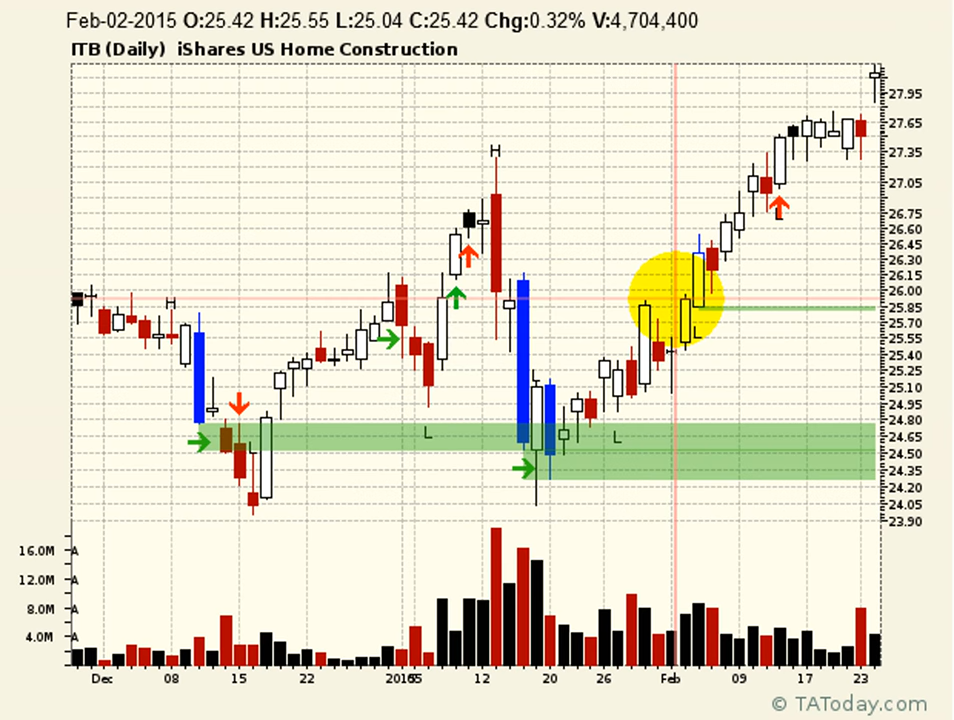 Feb-02-2015 O:25.42 H:25.55 L:25.04 C:25.42 Chg:0.32% V:4,704,400
ITB (Daily) iShares US Home Construction
27.95
27.65
27.35
27.05
26.75
26.60
26.45
26.30
26.15
26.00
25.85
25.70
25.55
25.40
25.25
25.10
24.95
24.80
24.65
24.50
24.35
24.20
24.05
23.90
H
H
L
L
L
L
16.0M A
12.0M A
8.0M A
4.0M A
Dec 08 15 22 2015 12 20 26 Feb 09 17 23
© TAToday.com